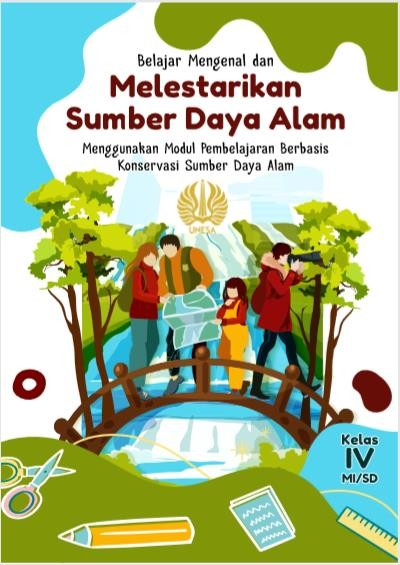 Belajar Mengenal dan
Melestarikan
Sumber Daya Alam
Menggunakan Modul Pembelajaran Berbasis
Konservasi Sumber Daya Alam
UNESA
Kelas
IV
MI/SD